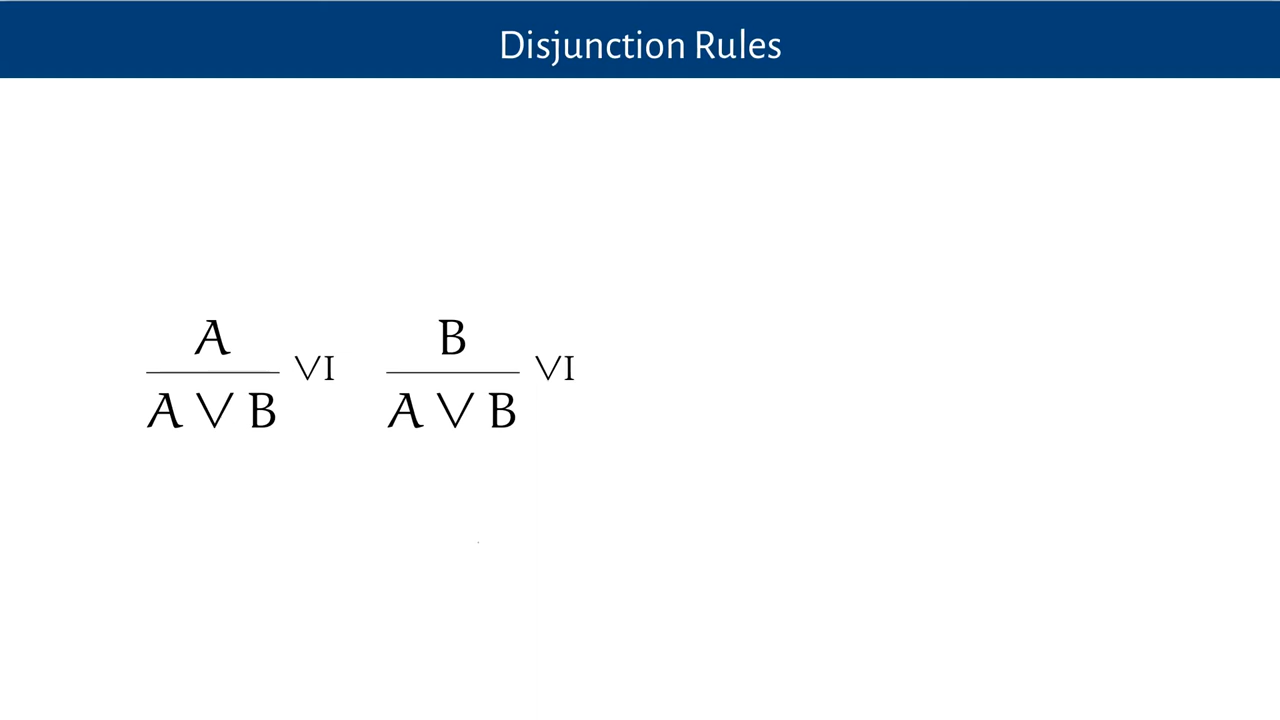 Disjunction Rules
A
A ∨ B
∨I
B
A ∨ B
∨I